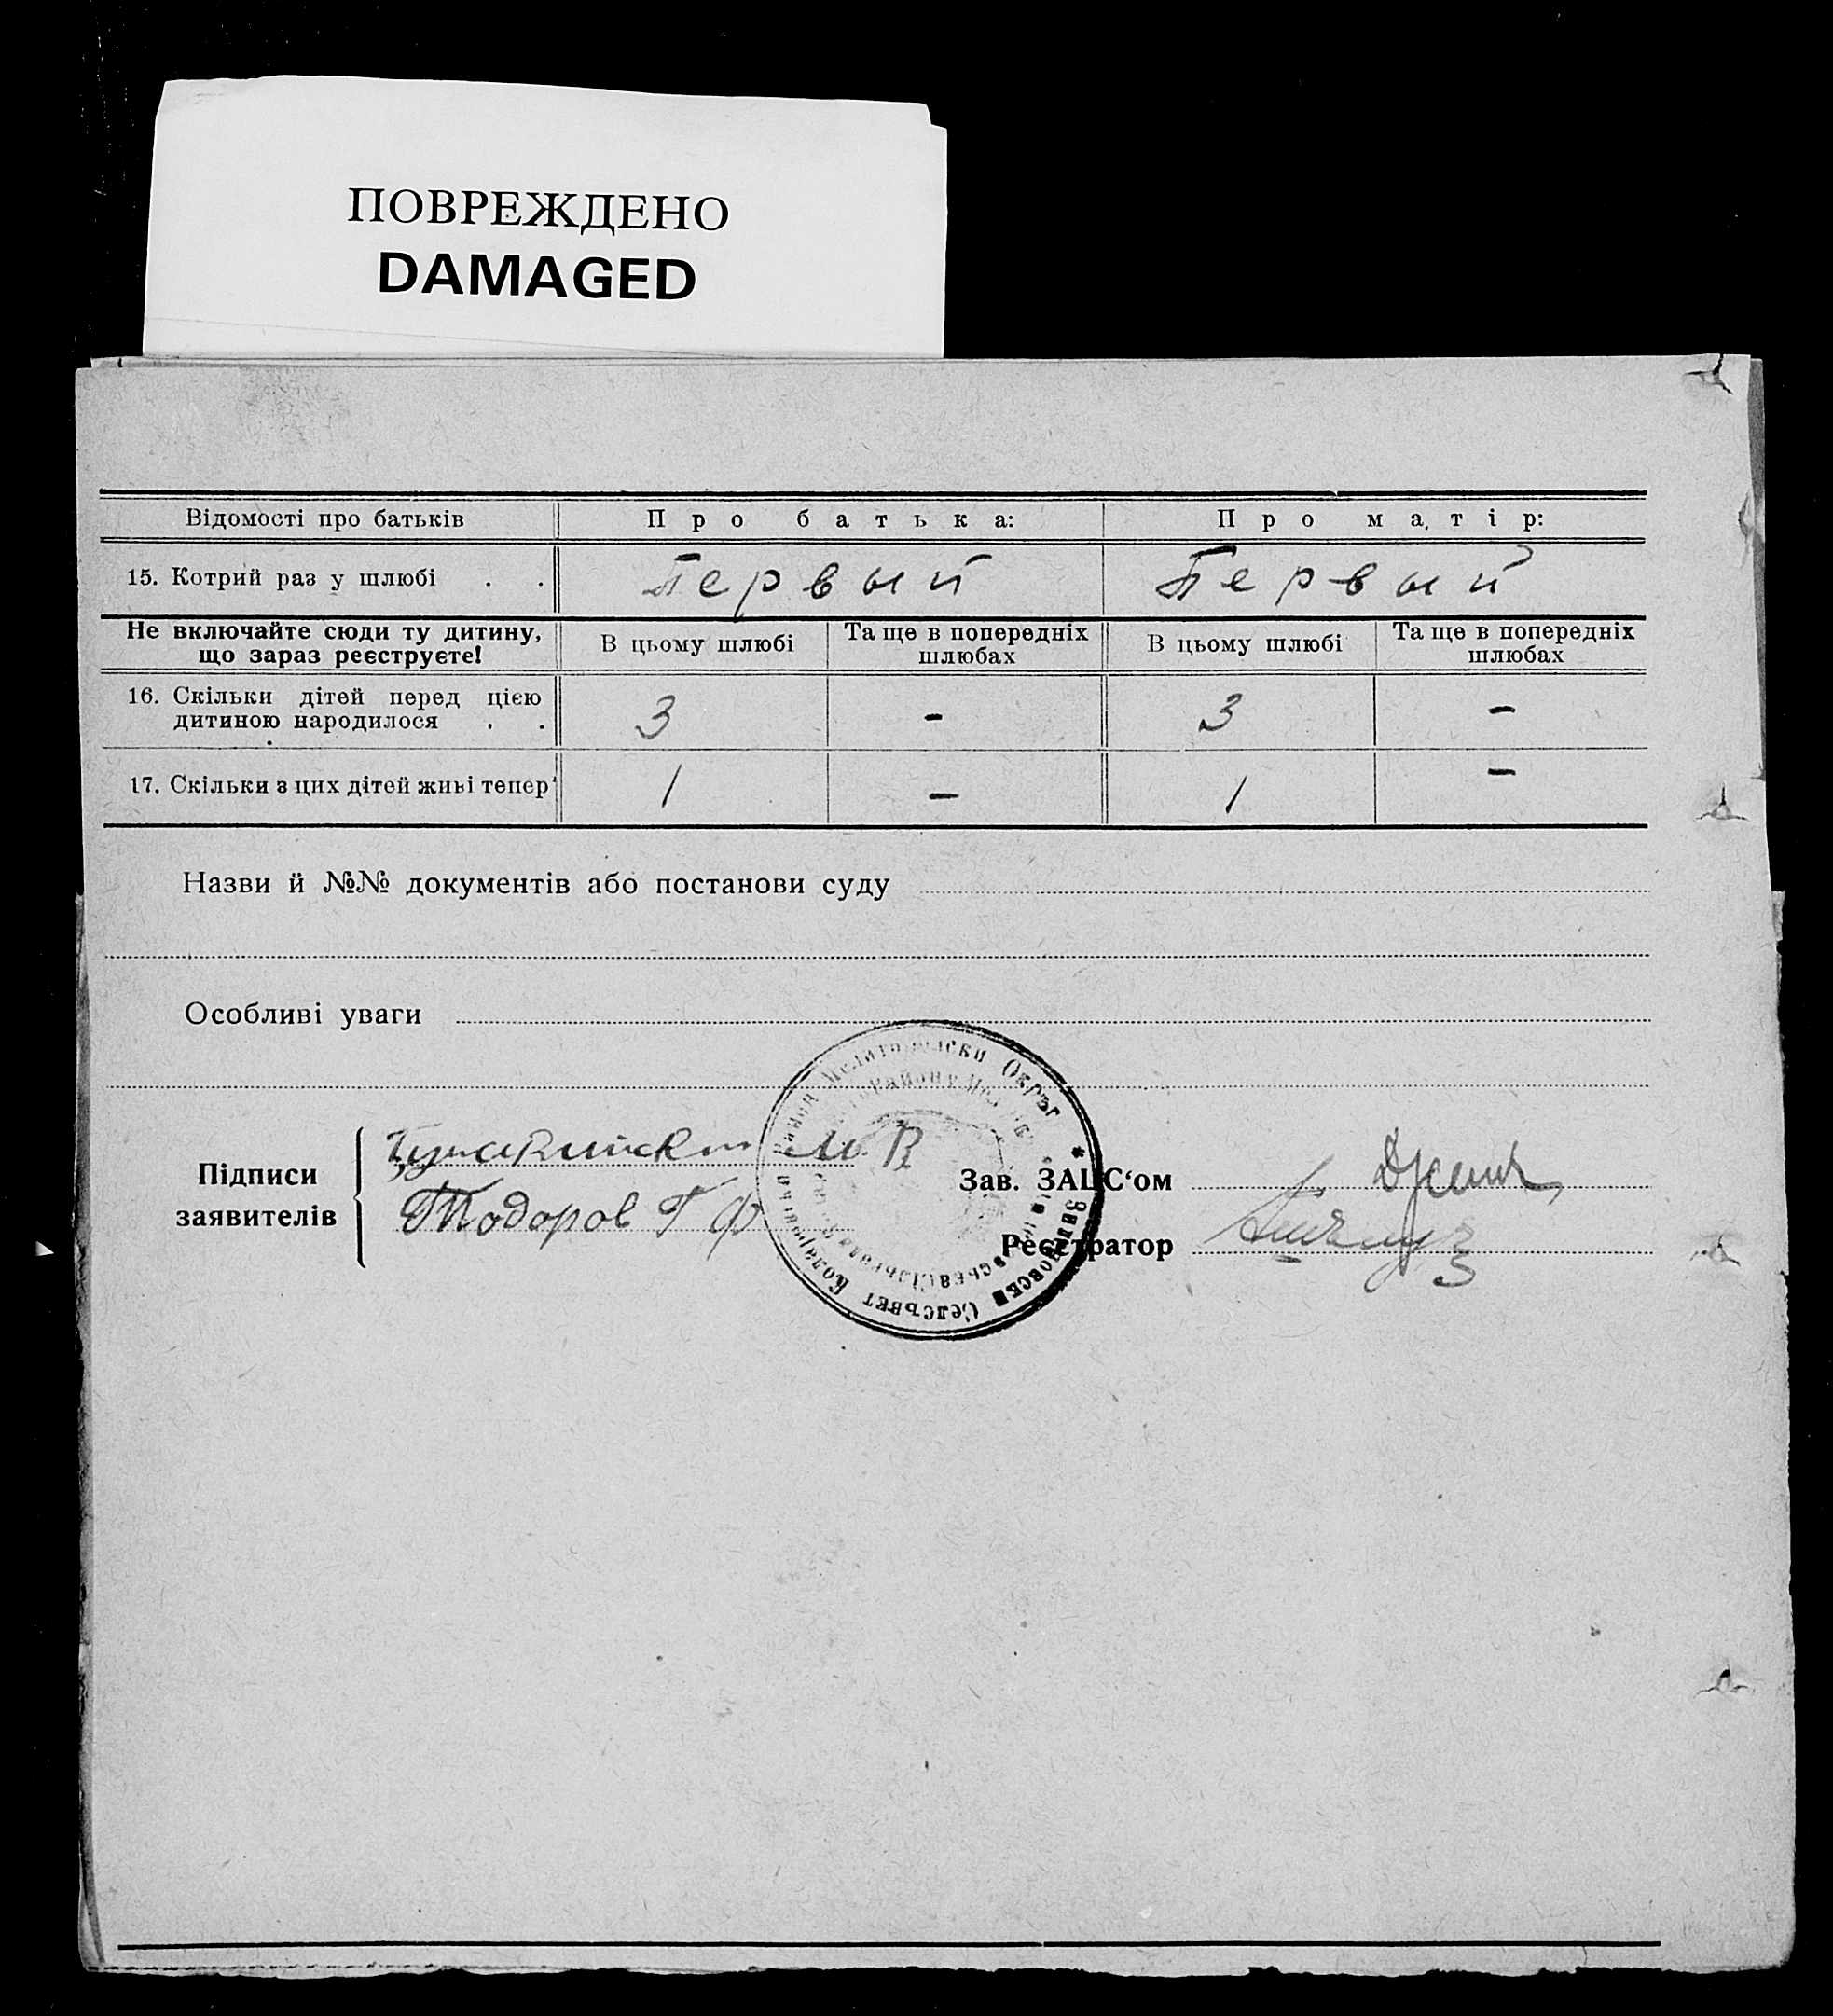 ПОВРЕЖДЕНО
DAMAGED
Відомості про батьків Про батька: Про матір:
15. Котрий раз у шлюбі . . Первый Первый
Не включайте сюди ту дитину, що зараз реєструєте! В цьому шлюбі Та ще в попередніх шлюбах В цьому шлюбі Та ще в попередніх шлюбах
16. Скільки дітей перед цією дитиною народилося . . 3 - 3 -
17. Скільки з цих дітей живі тепер 1 - 1 -
Назви й №№ документів або постанови суду
Особливі уваги
Підписи заявителів
М. В
Тодоров Г Ф
Зав. ЗАЦС‘ом
Реєстратор
Округ * Селсъвет